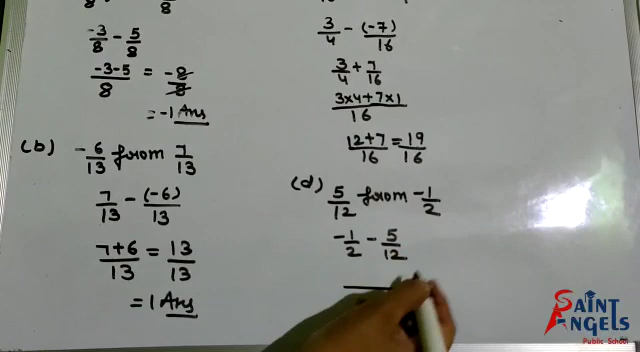 8 8
-3/8 - 5/8
-3-5/8 = -8/8
= -1 Ans
(b) -6/13 from 7/13
7/13 - (-6)/13
7+6/13 = 13/13
= 1 Ans
3/4 - (-7)/16
3/4 + 7/16
3×4+7×1/16
12+7/16 = 19/16
(d) 5/12 from -1/2
-1/2 - 5/12
SAINT ANGELS
Public School